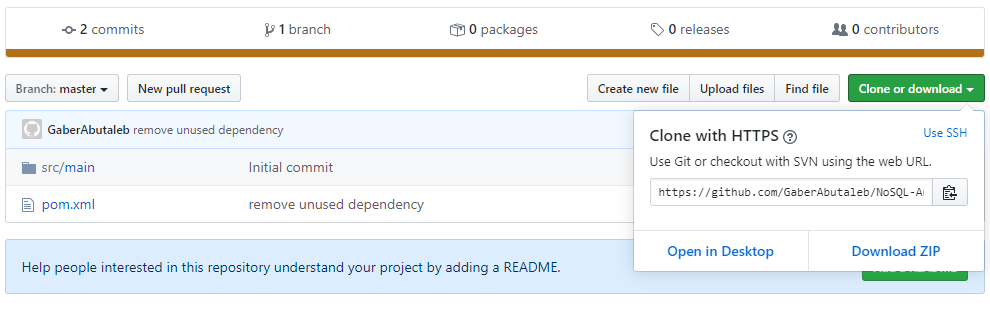 2 commits 1 branch 0 packages 0 releases 0 contributors
Branch: master New pull request Create new file Upload files Find file Clone or download
GaberAbutaleb remove unused dependency
src/main Initial commit
pom.xml remove unused dependency
Clone with HTTPS Use SSH
Use Git or checkout with SVN using the web URL.
https://github.com/GaberAbutaleb/NoSQL-A
Open in Desktop Download ZIP
Help people interested in this repository understand your project by adding a README.